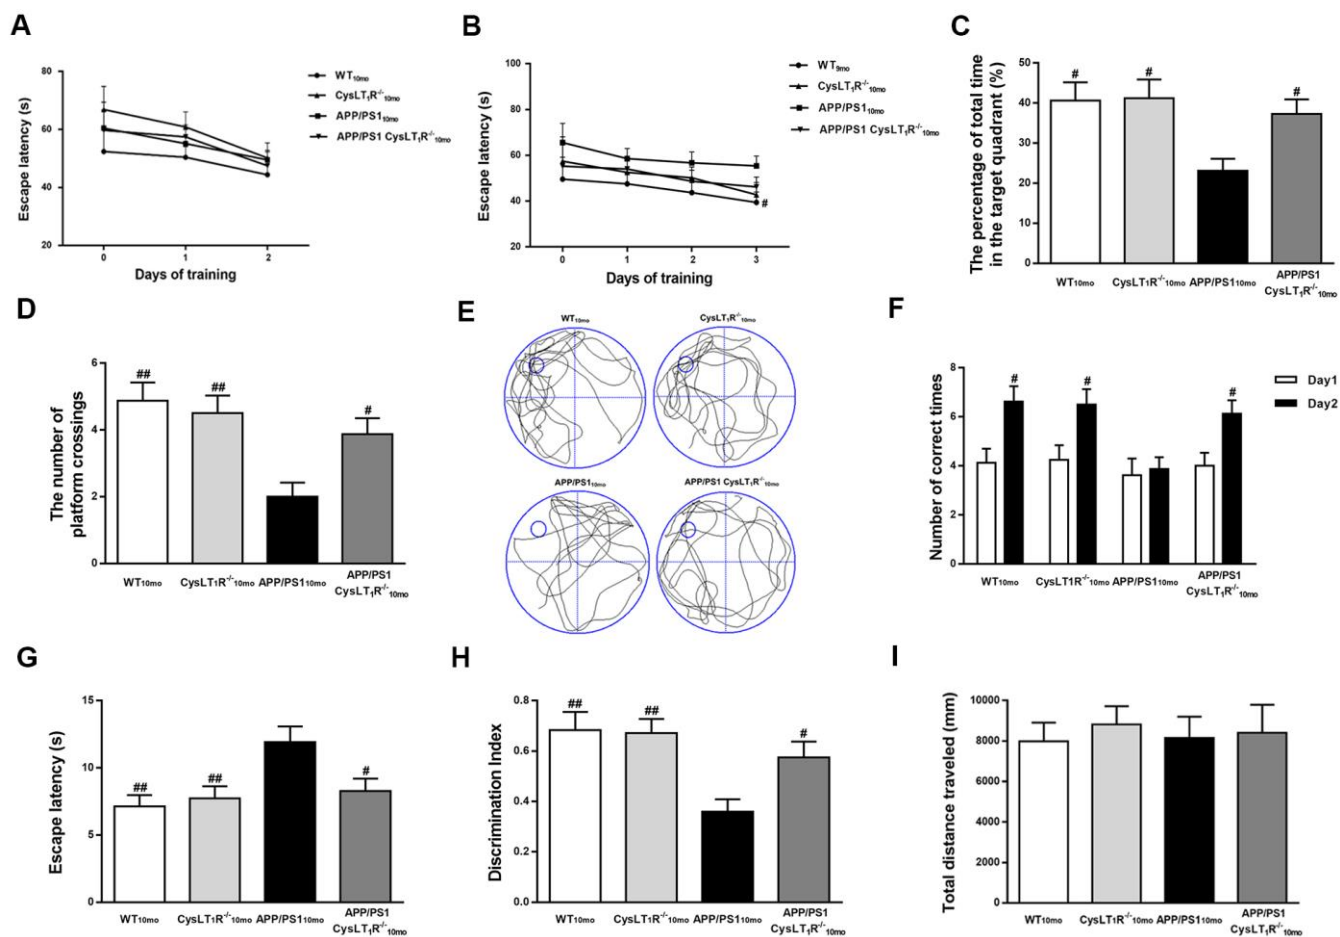 A
Escape latency (s)
80
60
40
20
0
1
2
Days of training
WT10mo
CysLT1R-/-10mo
APP/PS110mo
APP/PS1 CysLT1R-/-10mo
B
Escape latency (s)
100
80
60
40
20
0
1
2
3
#
Days of training
WT9mo
CysLT1R-/-10mo
APP/PS110mo
APP/PS1 CysLT1R-/-10mo
C
The percentage of total time
in the target quadrant (%)
50
40
30
20
10
0
#
#
#
WT10mo
CysLT1R-/-10mo
APP/PS110mo
APP/PS1
CysLT1R-/-10mo
D
The number of
platform crossings
6
4
2
0
##
##
#
WT10mo
CysLT1R-/-10mo
APP/PS110mo
APP/PS1
CysLT1R-/-10mo
E
WT10mo
CysLT1R-/-10mo
APP/PS110mo
APP/PS1 CysLT1R-/-10mo
F
Number of correct times
8
6
4
2
0
#
#
#
Day1
Day2
WT10mo
CysLT1R-/-10mo
APP/PS110mo
APP/PS1
CysLT1R-/-10mo
G
Escape latency (s)
15
10
5
0
##
##
#
WT10mo
CysLT1R-/-10mo
APP/PS110mo
APP/PS1
CysLT1R-/-10mo
H
Discrimination Index
0.8
0.6
0.4
0.2
0.0
##
##
#
WT10mo
CysLT1R-/-10mo
APP/PS110mo
APP/PS1
CysLT1R-/-10mo
I
Total distance traveled (mm)
10000
8000
6000
4000
2000
0
WT10mo
CysLT1R-/-10mo
APP/PS110mo
APP/PS1
CysLT1R-/-10mo